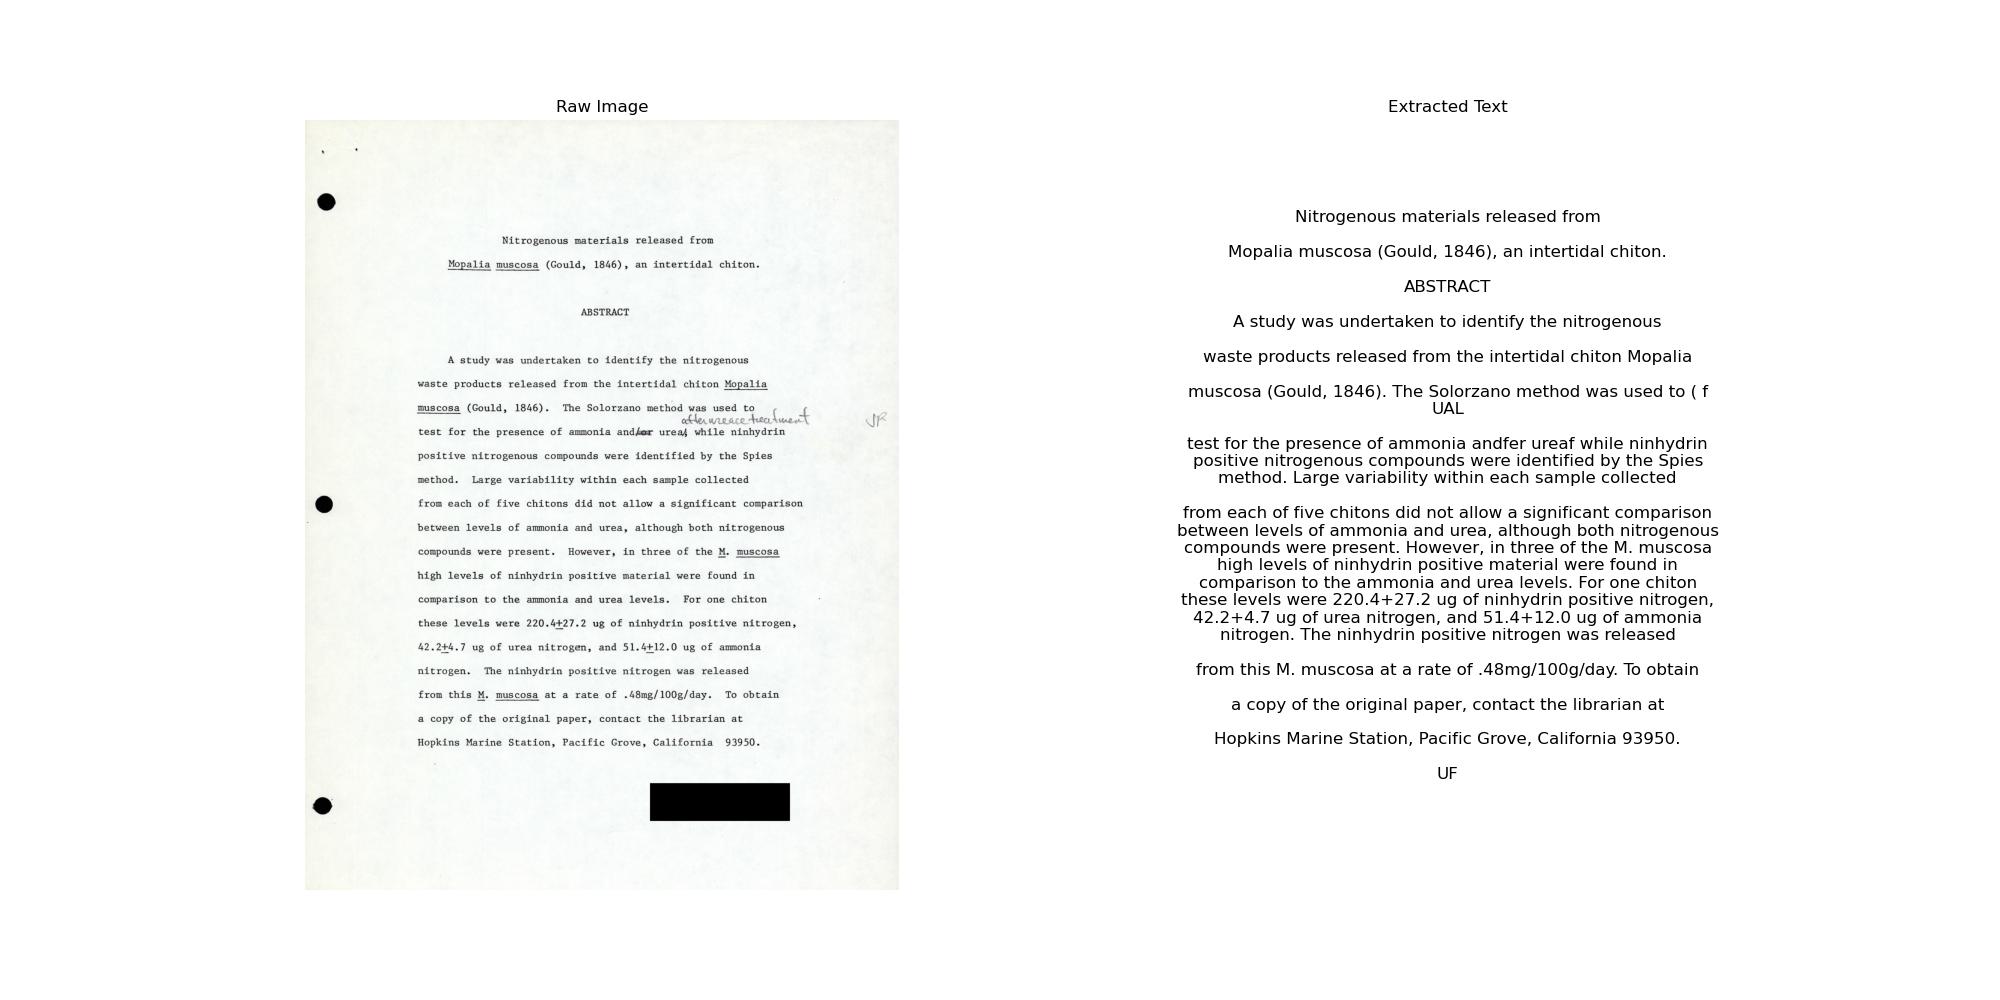 Raw Image
Nitrogenous materials released from
Mopalia muscosa (Gould, 1846), an intertidal chiton.
ABSTRACT
A study was undertaken to identify the nitrogenous
waste products released from the intertidal chiton Mopalia
muscosa (Gould, 1846). The Solorzano method was used to
after urease treatment JP
test for the presence of ammonia and/or urea, while ninhydrin
positive nitrogenous compounds were identified by the Spies
method. Large variability within each sample collected
from each of five chitons did not allow a significant comparison
between levels of ammonia and urea, although both nitrogenous
compounds were present. However, in three of the M. muscosa
high levels of ninhydrin positive material were found in
comparison to the ammonia and urea levels. For one chiton
these levels were 220.4±27.2 ug of ninhydrin positive nitrogen,
42.2±4.7 ug of urea nitrogen, and 51.4±12.0 ug of ammonia
nitrogen. The ninhydrin positive nitrogen was released
from this M. muscosa at a rate of .48mg/100g/day. To obtain
a copy of the original paper, contact the librarian at
Hopkins Marine Station, Pacific Grove, California 93950.
Extracted Text
Nitrogenous materials released from
Mopalia muscosa (Gould, 1846), an intertidal chiton.
ABSTRACT
A study was undertaken to identify the nitrogenous
waste products released from the intertidal chiton Mopalia
muscosa (Gould, 1846). The Solorzano method was used to ( f
UAL
test for the presence of ammonia andfer ureaf while ninhydrin
positive nitrogenous compounds were identified by the Spies
method. Large variability within each sample collected
from each of five chitons did not allow a significant comparison
between levels of ammonia and urea, although both nitrogenous
compounds were present. However, in three of the M. muscosa
high levels of ninhydrin positive material were found in
comparison to the ammonia and urea levels. For one chiton
these levels were 220.4+27.2 ug of ninhydrin positive nitrogen,
42.2+4.7 ug of urea nitrogen, and 51.4+12.0 ug of ammonia
nitrogen. The ninhydrin positive nitrogen was released
from this M. muscosa at a rate of .48mg/100g/day. To obtain
a copy of the original paper, contact the librarian at
Hopkins Marine Station, Pacific Grove, California 93950.
UF